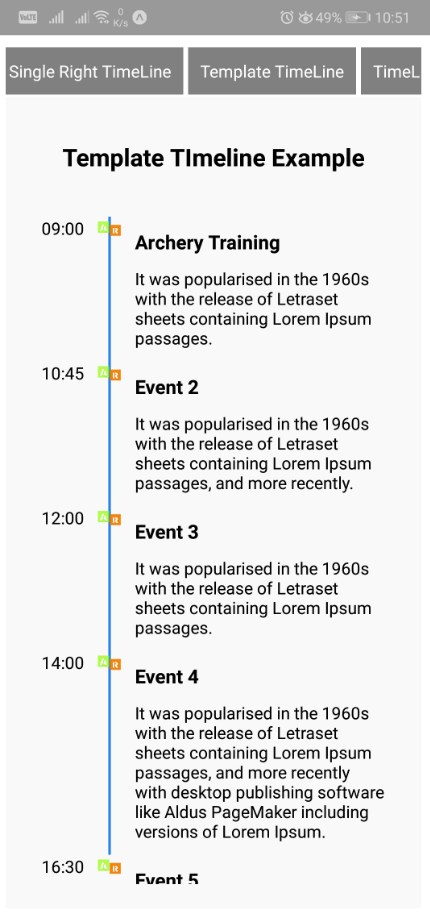 VoLTE 0 K/s A 49% 10:51
Single Right TimeLine Template TimeLine TimeL
Template TImeline Example
09:00 A R
Archery Training
It was popularised in the 1960s
with the release of Letraset
sheets containing Lorem Ipsum
passages.
10:45 A R
Event 2
It was popularised in the 1960s
with the release of Letraset
sheets containing Lorem Ipsum
passages, and more recently.
12:00 A R
Event 3
It was popularised in the 1960s
with the release of Letraset
sheets containing Lorem Ipsum
passages.
14:00 A R
Event 4
It was popularised in the 1960s
with the release of Letraset
sheets containing Lorem Ipsum
passages, and more recently
with desktop publishing software
like Aldus PageMaker including
versions of Lorem Ipsum.
16:30 A R
Event 5